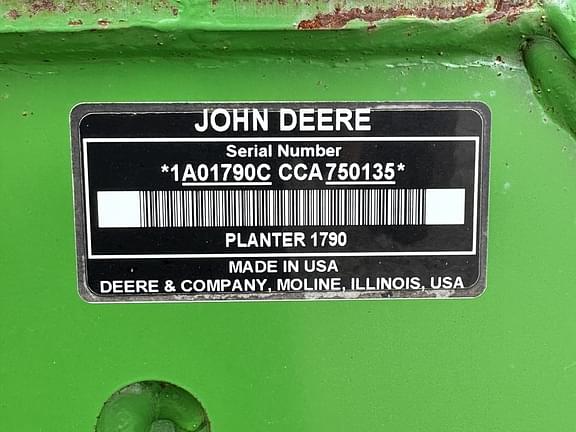 JOHN DEERE
Serial Number
*1A01790C CCA750135*
PLANTER 1790
MADE IN USA
DEERE & COMPANY, MOLINE, ILLINOIS, USA